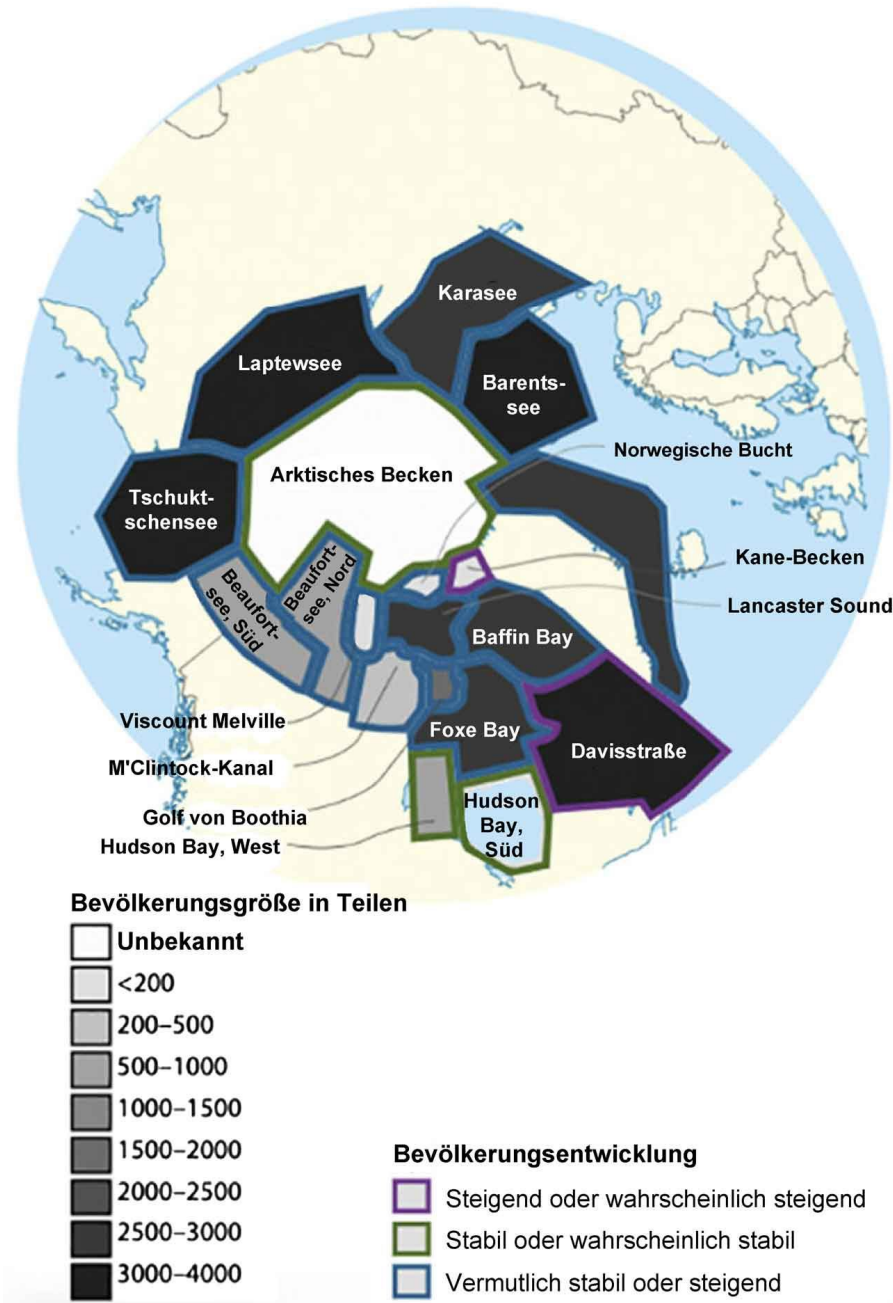 Karasee
Laptewsee
Barents-
see
Norwegische Bucht
Arktisches Becken
Tschukt-
schensee
Kane-Becken
Beaufort-
see, Süd
Beaufort-
see, Nord
Lancaster Sound
Baffin Bay
Viscount Melville
Foxe Bay
Davisstraße
M'Clintock-Kanal
Golf von Boothia
Hudson Bay, West
Hudson
Bay,
Süd
Bevölkerungsgröße in Teilen
Unbekannt
<200
200–500
500–1000
1000–1500
1500–2000
2000–2500
2500–3000
3000–4000
Bevölkerungsentwicklung
Steigend oder wahrscheinlich steigend
Stabil oder wahrscheinlich stabil
Vermutlich stabil oder steigend